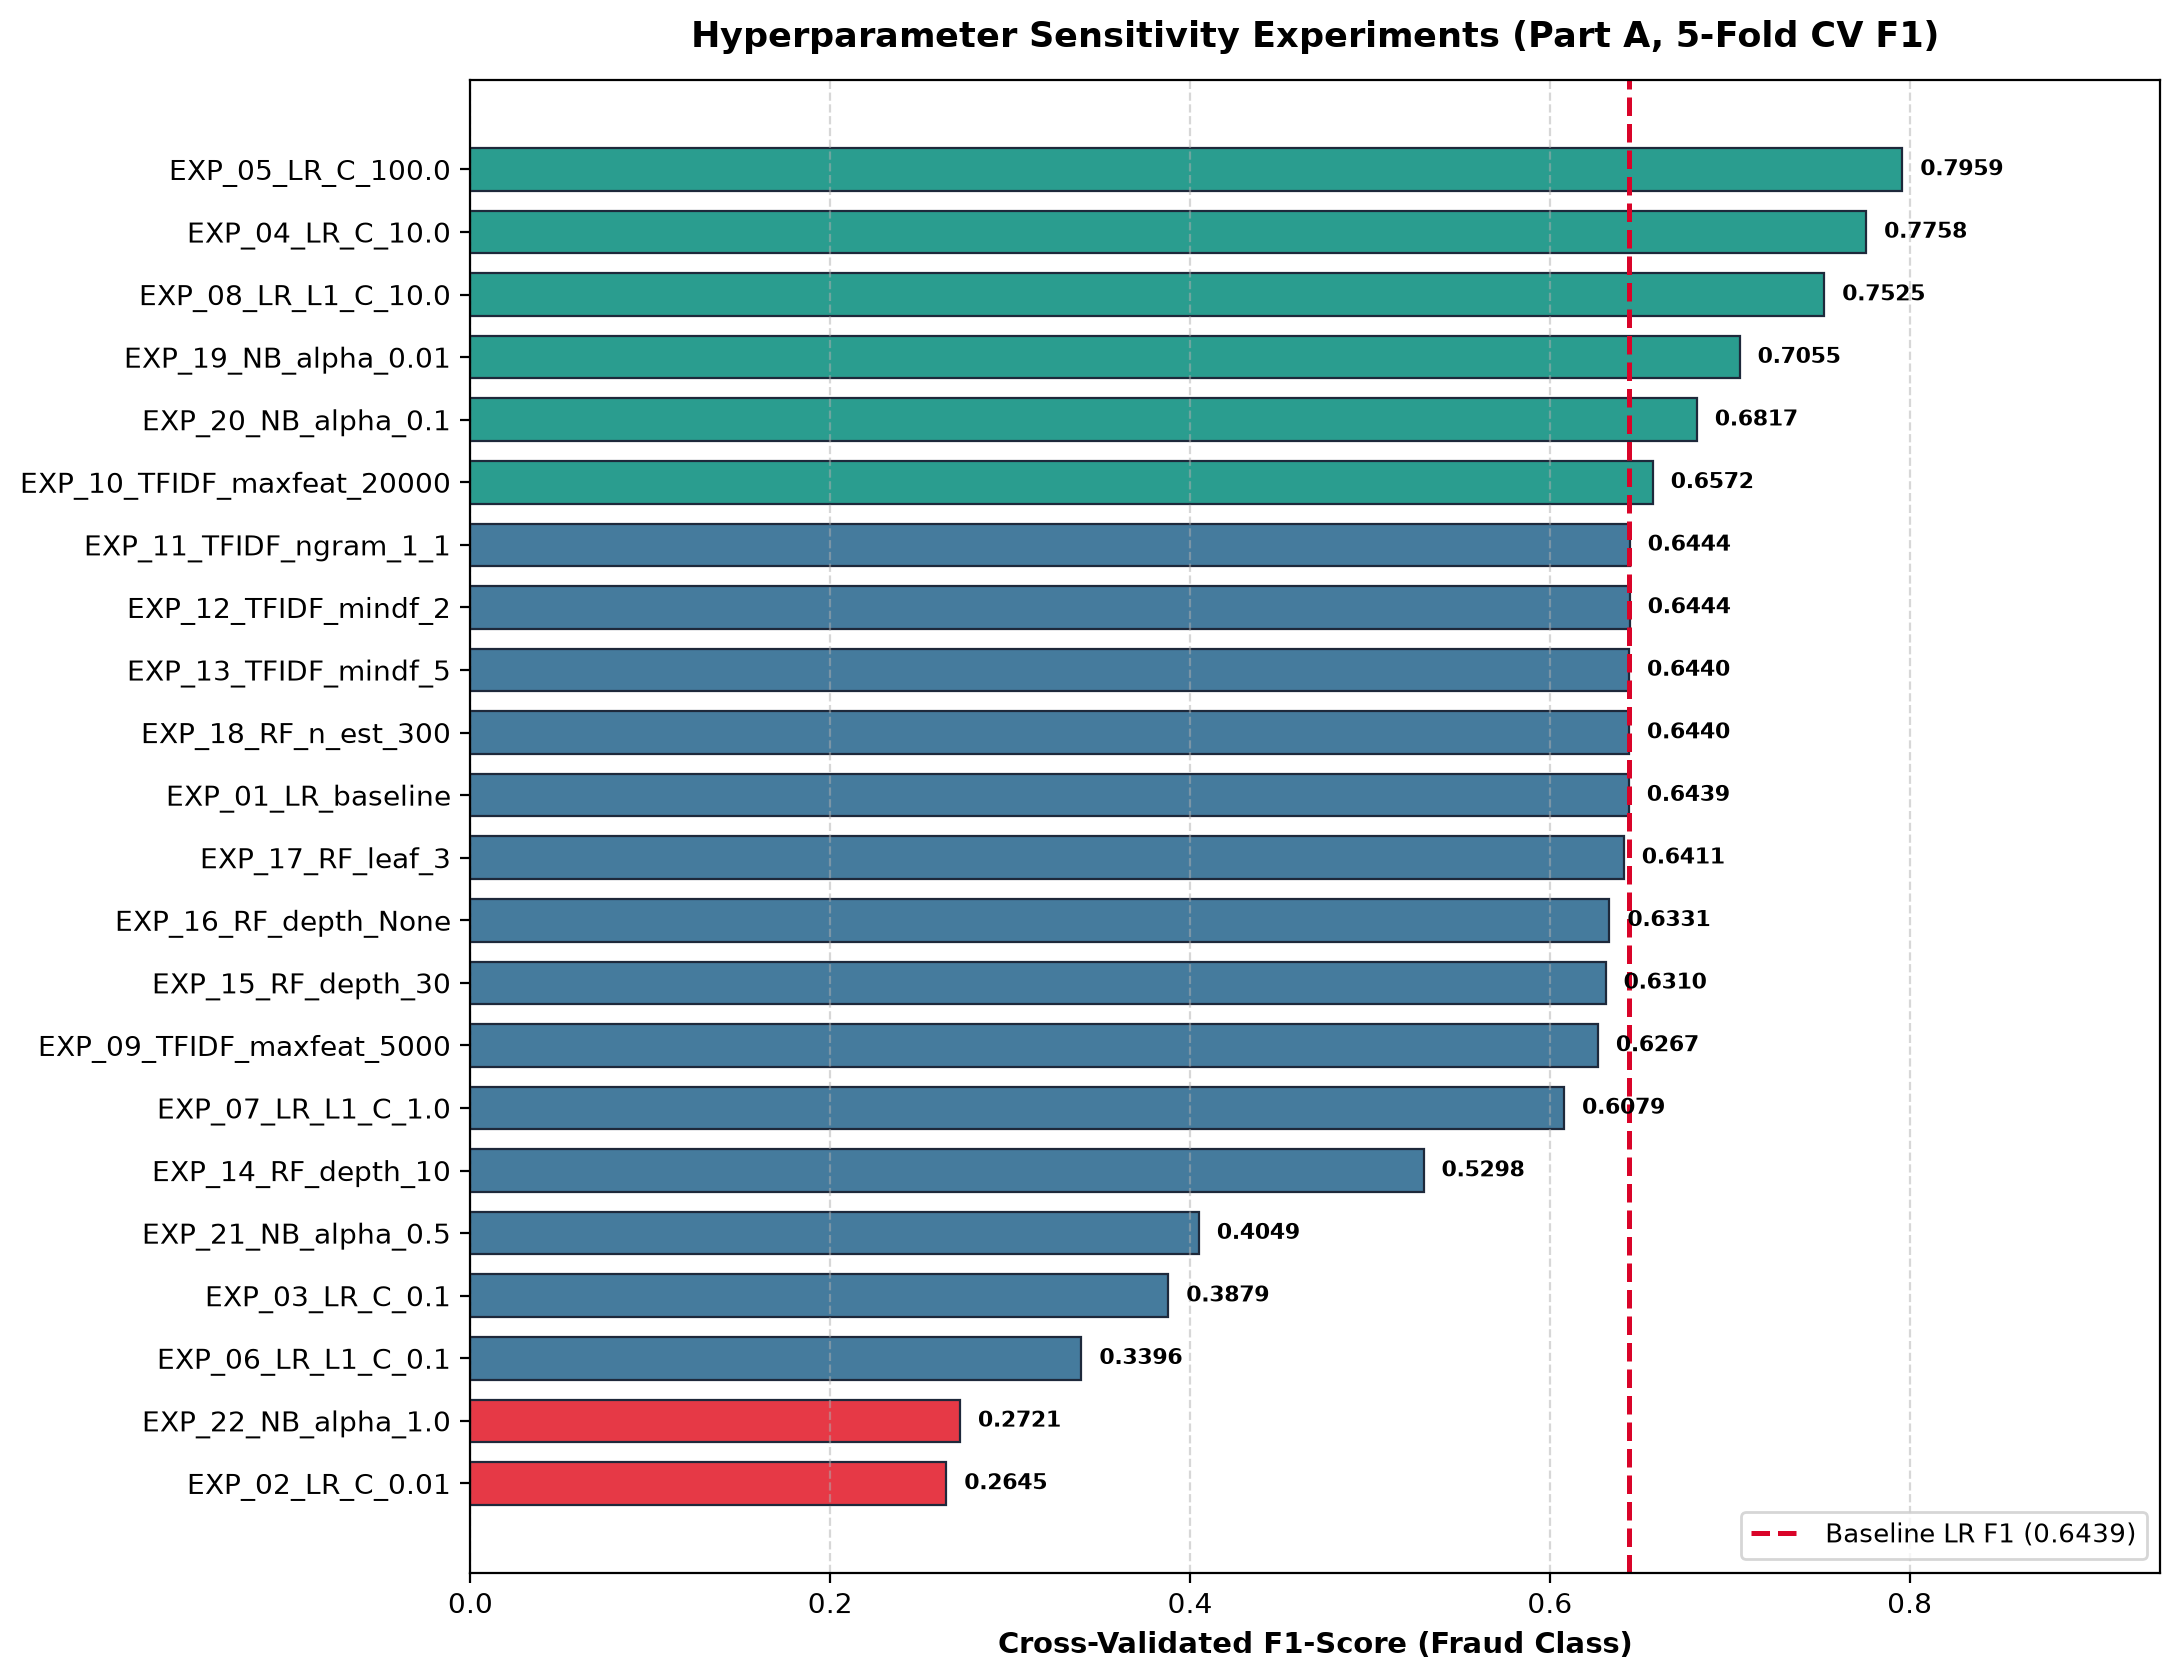 Hyperparameter Sensitivity Experiments (Part A, 5-Fold CV F1)
EXP_05_LR_C_100.0 0.7959
EXP_04_LR_C_10.0 0.7758
EXP_08_LR_L1_C_10.0 0.7525
EXP_19_NB_alpha_0.01 0.7055
EXP_20_NB_alpha_0.1 0.6817
EXP_10_TFIDF_maxfeat_20000 0.6572
EXP_11_TFIDF_ngram_1_1 0.6444
EXP_12_TFIDF_mindf_2 0.6444
EXP_13_TFIDF_mindf_5 0.6440
EXP_18_RF_n_est_300 0.6440
EXP_01_LR_baseline 0.6439
EXP_17_RF_leaf_3 0.6411
EXP_16_RF_depth_None 0.6331
EXP_15_RF_depth_30 0.6310
EXP_09_TFIDF_maxfeat_5000 0.6267
EXP_07_LR_L1_C_1.0 0.6079
EXP_14_RF_depth_10 0.5298
EXP_21_NB_alpha_0.5 0.4049
EXP_03_LR_C_0.1 0.3879
EXP_06_LR_L1_C_0.1 0.3396
EXP_22_NB_alpha_1.0 0.2721
EXP_02_LR_C_0.01 0.2645
Baseline LR F1 (0.6439)
0.0 0.2 0.4 0.6 0.8
Cross-Validated F1-Score (Fraud Class)